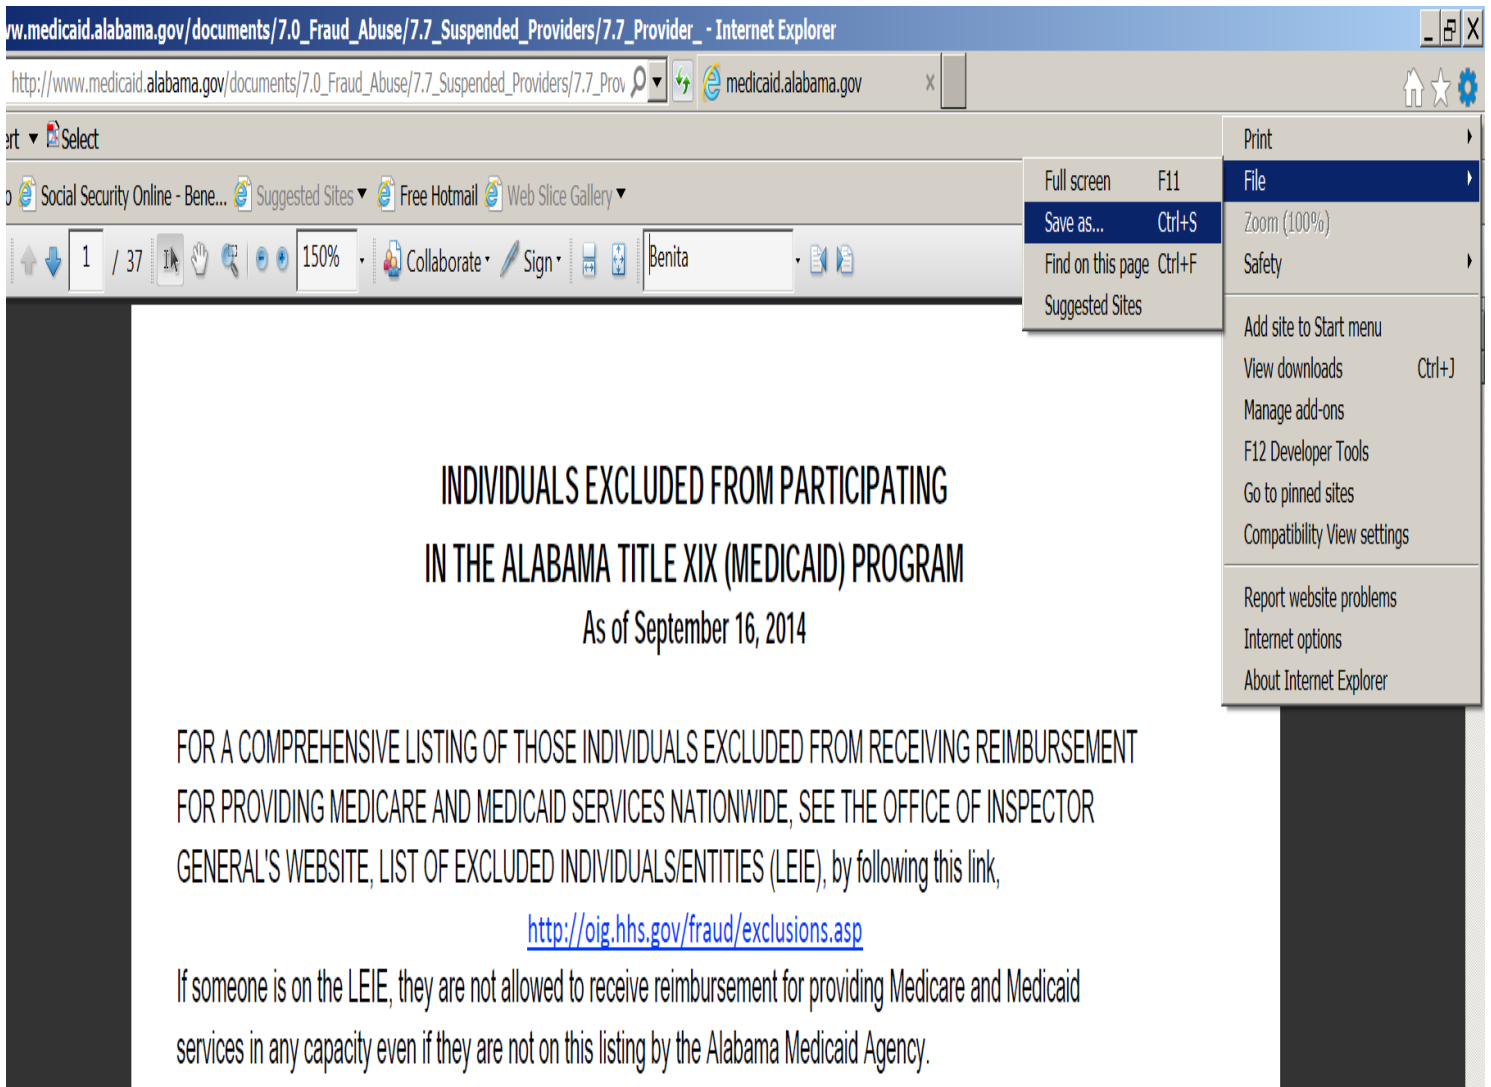 ww.medicaid.alabama.gov/documents/7.0_Fraud_Abuse/7.7_Suspended_Providers/7.7_Provider_ - Internet Explorer
http://www.medicaid.alabama.gov/documents/7.0_Fraud_Abuse/7.7_Suspended_Providers/7.7_Prov
medicaid.alabama.gov
ert Select
Social Security Online - Bene... Suggested Sites Free Hotmail Web Slice Gallery
1 / 37 150% Collaborate Sign Benita
Full screen F11
Save as... Ctrl+S
Find on this page Ctrl+F
Suggested Sites
Print
File
Zoom (100%)
Safety
Add site to Start menu
View downloads Ctrl+J
Manage add-ons
F12 Developer Tools
Go to pinned sites
Compatibility View settings
Report website problems
Internet options
About Internet Explorer
INDIVIDUALS EXCLUDED FROM PARTICIPATING
IN THE ALABAMA TITLE XIX (MEDICAID) PROGRAM
As of September 16, 2014
FOR A COMPREHENSIVE LISTING OF THOSE INDIVIDUALS EXCLUDED FROM RECEIVING REIMBURSEMENT
FOR PROVIDING MEDICARE AND MEDICAID SERVICES NATIONWIDE, SEE THE OFFICE OF INSPECTOR
GENERAL'S WEBSITE, LIST OF EXCLUDED INDIVIDUALS/ENTITIES (LEIE), by following this link,
http://oig.hhs.gov/fraud/exclusions.asp
If someone is on the LEIE, they are not allowed to receive reimbursement for providing Medicare and Medicaid
services in any capacity even if they are not on this listing by the Alabama Medicaid Agency.